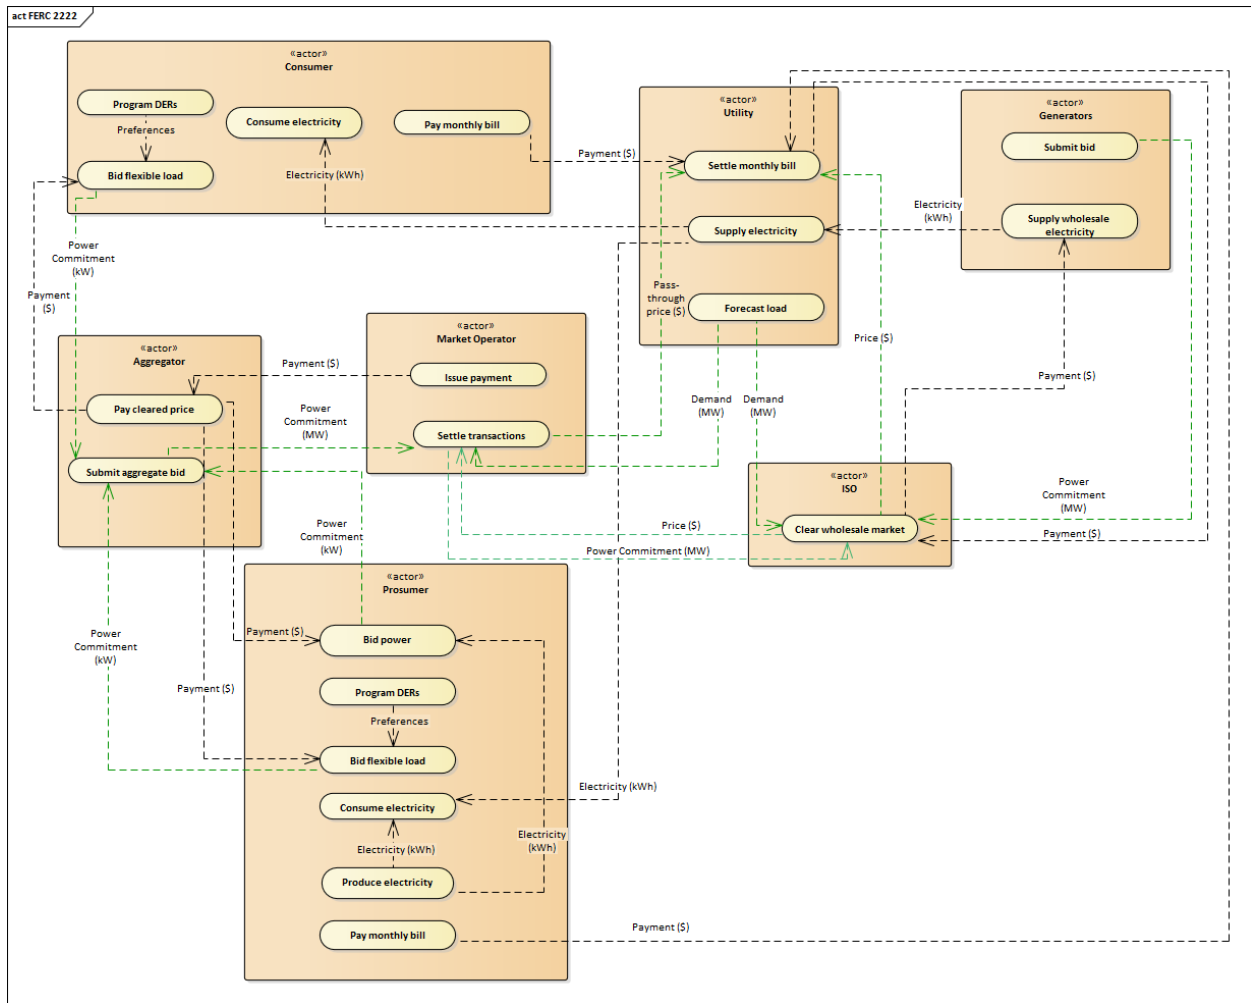 act FERC 2222
«actor»
Consumer
Program DERs
Preferences
Bid flexible load
Consume electricity
Electricity (kWh)
Pay monthly bill
Payment ($)
«actor»
Utility
Settle monthly bill
Supply electricity
Pass-
through
price ($)
Forecast load
«actor»
Generators
Submit bid
Electricity
(kWh)
Supply wholesale
electricity
Power
Commitment
(kW)
Payment
($)
«actor»
Aggregator
Pay cleared price
Submit aggregate bid
Payment ($)
Power
Commitment
(MW)
«actor»
Market Operator
Issue payment
Settle transactions
Demand
(MW)
Demand
(MW)
Price ($)
Payment ($)
«actor»
ISO
Clear wholesale market
Power
Commitment
(MW)
Payment ($)
Price ($)
Power Commitment (MW)
Power
Commitment
(kW)
«actor»
Prosumer
Payment ($)
Bid power
Power
Commitment
(kW)
Payment ($)
Program DERs
Preferences
Bid flexible load
Electricity (kWh)
Consume electricity
Electricity (kWh)
Electricity
(kWh)
Produce electricity
Pay monthly bill
Payment ($)